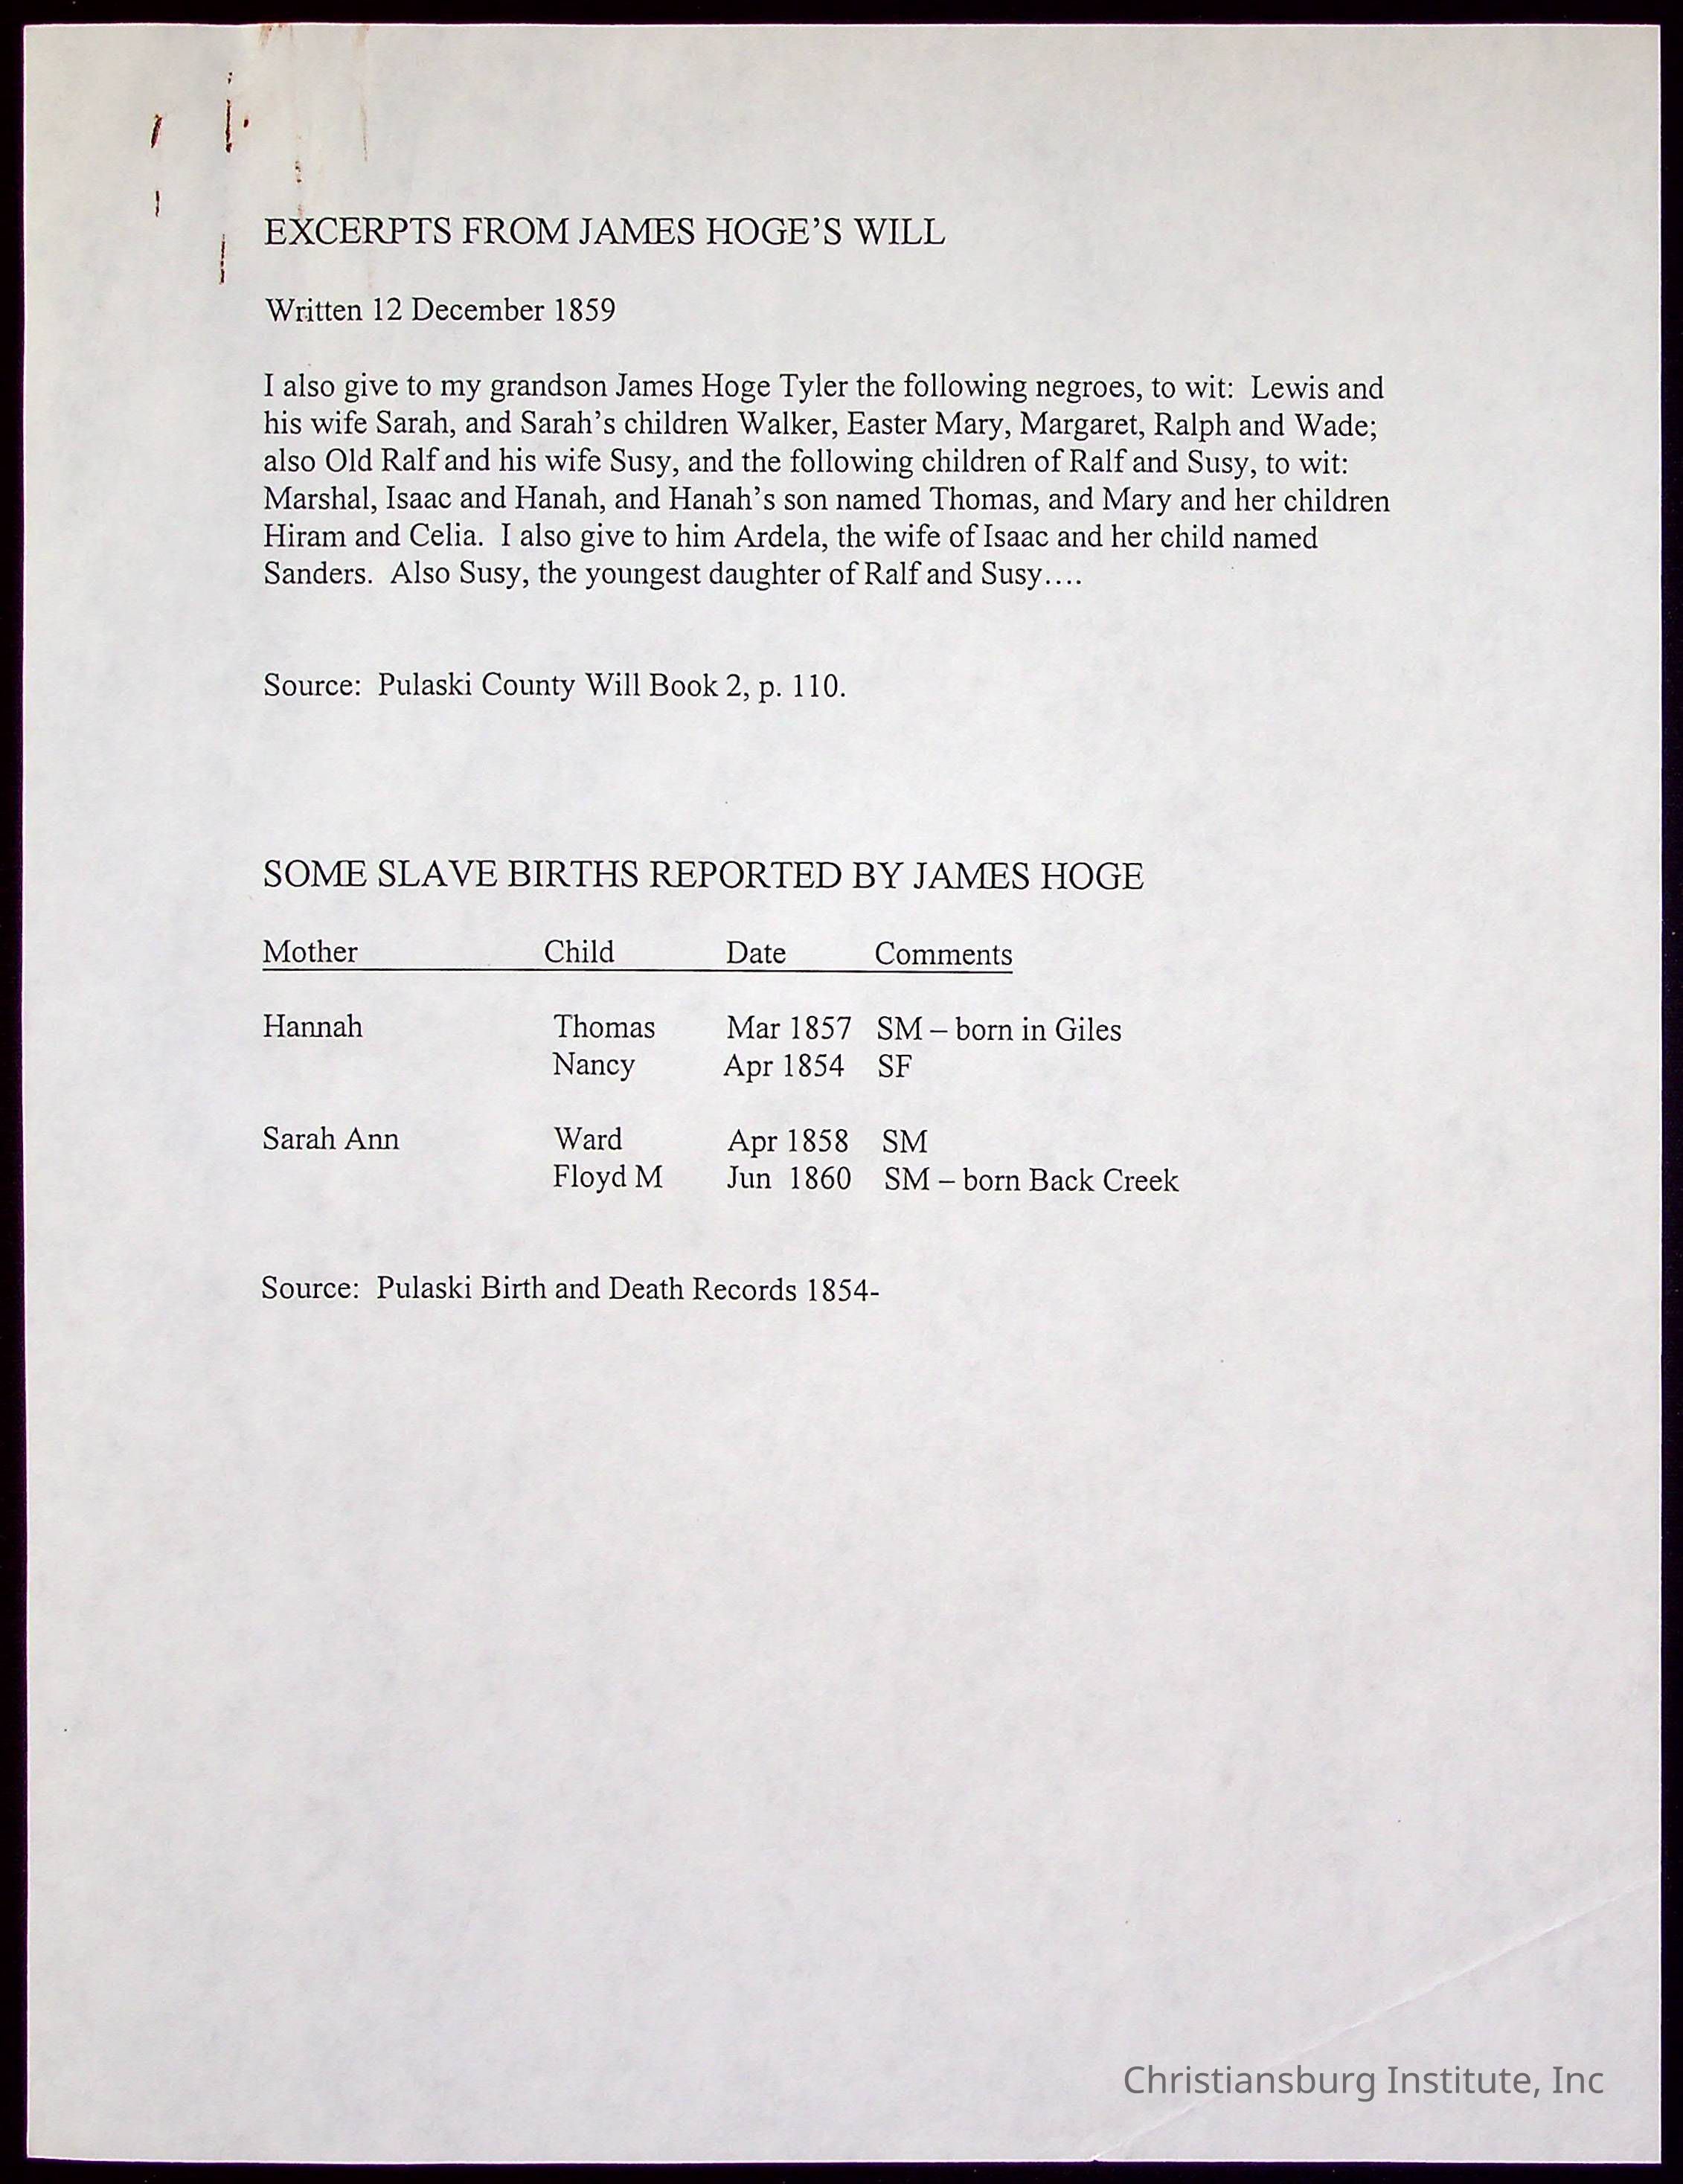 EXCERPTS FROM JAMES HOGE'S WILL
Written 12 December 1859
I also give to my grandson James Hoge Tyler the following negroes, to wit:  Lewis and
his wife Sarah, and Sarah's children Walker, Easter Mary, Margaret, Ralph and Wade;
also Old Ralf and his wife Susy, and the following children of Ralf and Susy, to wit:
Marshal, Isaac and Hanah, and Hanah's son named Thomas, and Mary and her children
Hiram and Celia.  I also give to him Ardela, the wife of Isaac and her child named
Sanders.  Also Susy, the youngest daughter of Ralf and Susy….
Source:  Pulaski County Will Book 2, p. 110.
SOME SLAVE BIRTHS REPORTED BY JAMES HOGE
Mother Child Date Comments
Hannah Thomas Mar 1857 SM – born in Giles
Nancy Apr 1854 SF
Sarah Ann Ward Apr 1858 SM
Floyd M Jun 1860 SM – born Back Creek
Source:  Pulaski Birth and Death Records 1854-
Christiansburg Institute, Inc